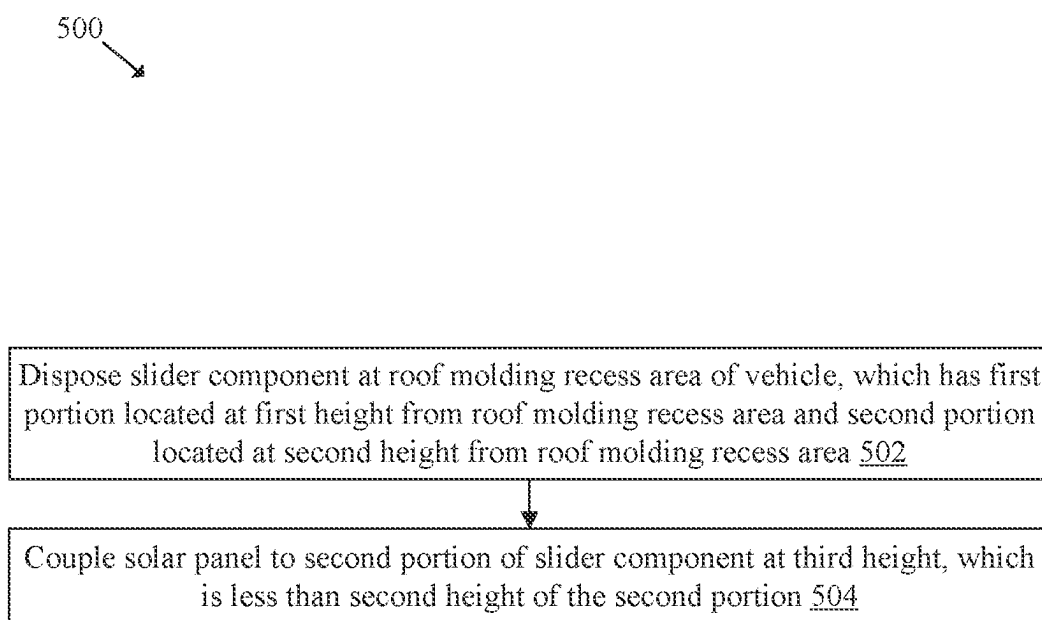 500
Dispose slider component at roof molding recess area of vehicle, which has first
portion located at first height from roof molding recess area and second portion
located at second height from roof molding recess area 502
Couple solar panel to second portion of slider component at third height, which
is less than second height of the second portion 504